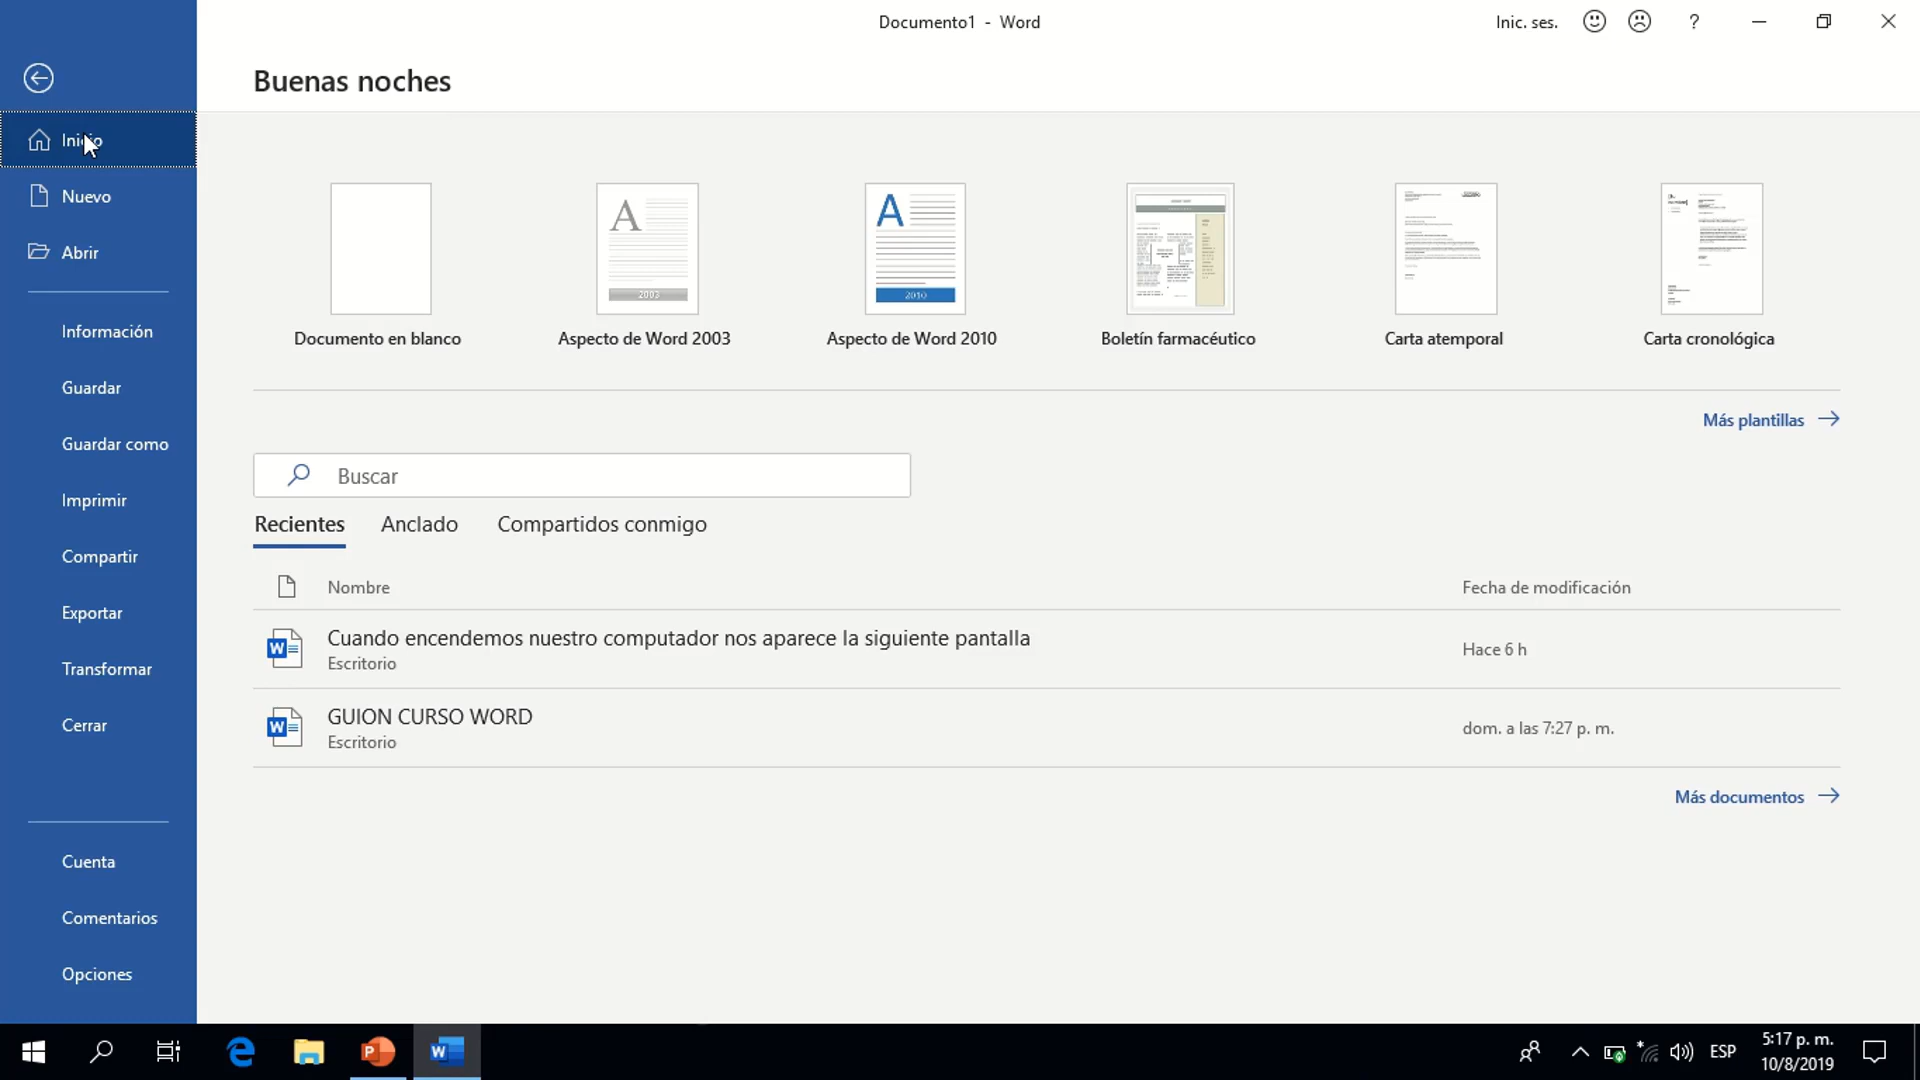 Documento1 - Word
Inic. ses.
?
Buenas noches
Inicio
Nuevo
Abrir
Información
Guardar
Guardar como
Imprimir
Compartir
Exportar
Transformar
Cerrar
Cuenta
Comentarios
Opciones
A
2003
A
2010
Documento en blanco
Aspecto de Word 2003
Aspecto de Word 2010
Boletín farmacéutico
Carta atemporal
Carta cronológica
Más plantillas
Buscar
Recientes
Anclado
Compartidos conmigo
Nombre
Fecha de modificación
W
Cuando encendemos nuestro computador nos aparece la siguiente pantalla
Escritorio
Hace 6 h
W
GUION CURSO WORD
Escritorio
dom. a las 7:27 p. m.
Más documentos
P
W
ESP
5:17 p. m.
10/8/2019